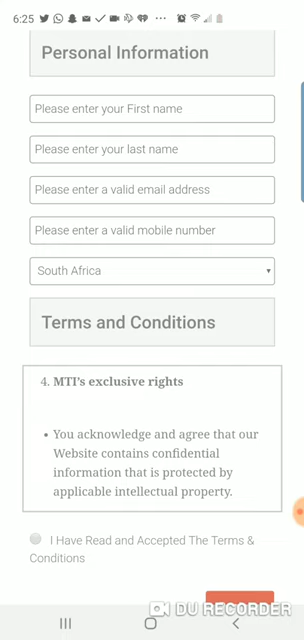 6:25
Personal Information
Please enter your First name
Please enter your last name
Please enter a valid email address
Please enter a valid mobile number
South Africa
Terms and Conditions
4. MTI's exclusive rights
• You acknowledge and agree that our
Website contains confidential
information that is protected by
applicable intellectual property.
I Have Read and Accepted The Terms &
Conditions
DU RECORDER